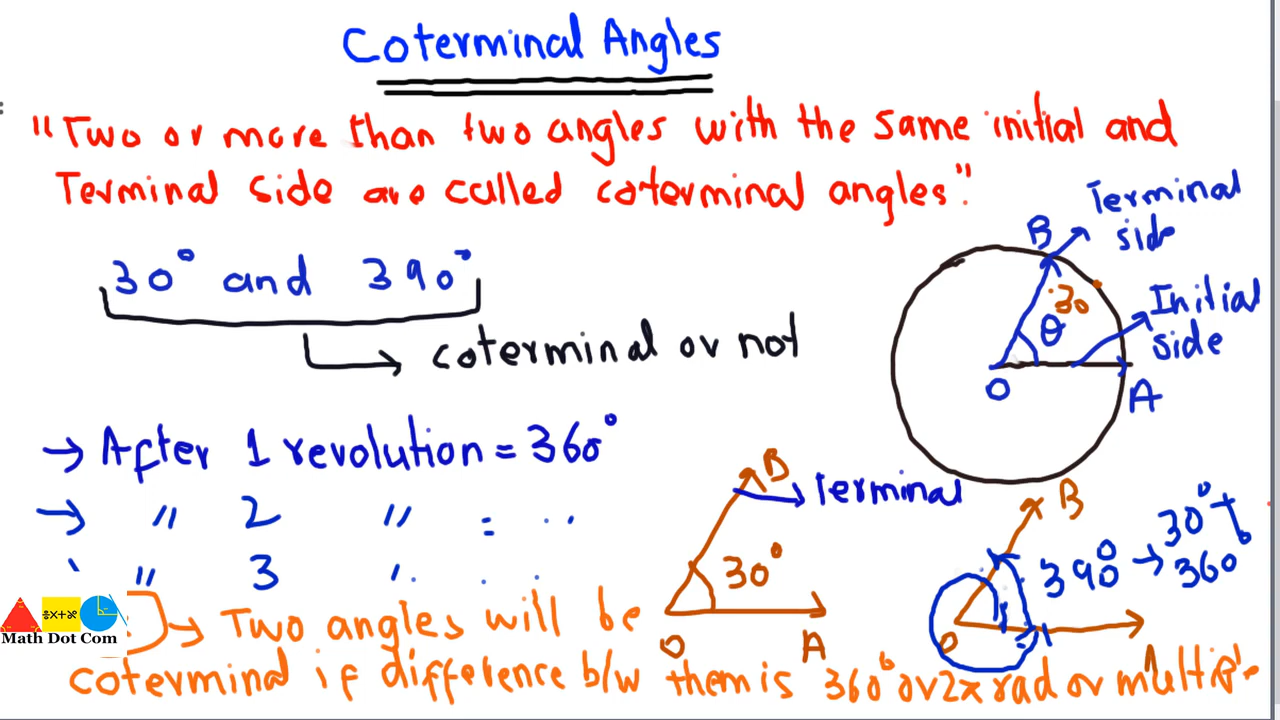 Coterminal Angles
"Two or more than two angles with the same initial and
Terminal side are called coterminal angles".
30° and 390°
coterminal or not
B
Terminal
side
30
θ
Initial
side
O
A
→ After 1 revolution = 360°
→ " 2 " = ..
" 3
B
Terminal
30°
O
A
B
390° → 30° +
360°
O
A
→ Two angles will be
coterminal if difference b/w them is 360° or 2π rad or multiple
Math Dot Com